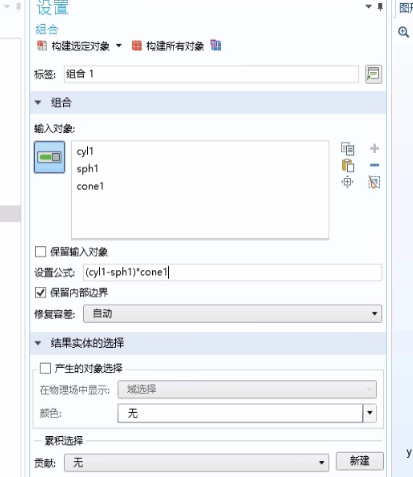 设置
组合
构建选定对象 构建所有对象
标签: 组合 1
组合
输入对象:
cyl1
sph1
cone1
保留输入对象
设置公式: (cyl1-sph1)*cone1
保留内部边界
修复容差: 自动
结果实体的选择
产生的对象选择
在物理场中显示: 域选择
颜色: 无
累积选择
贡献: 无 新建
y